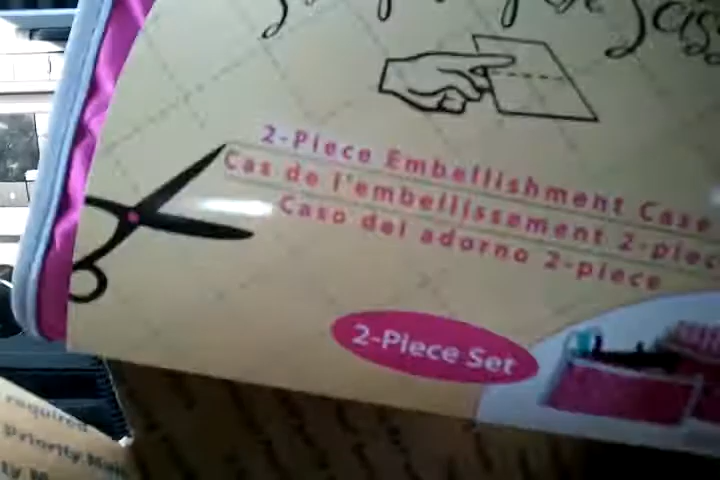 2-Piece Embellishment Case
Cas de l'embellissement 2-piec
Caso del adorno 2-piece
2-Piece Set
required
Priority Mail